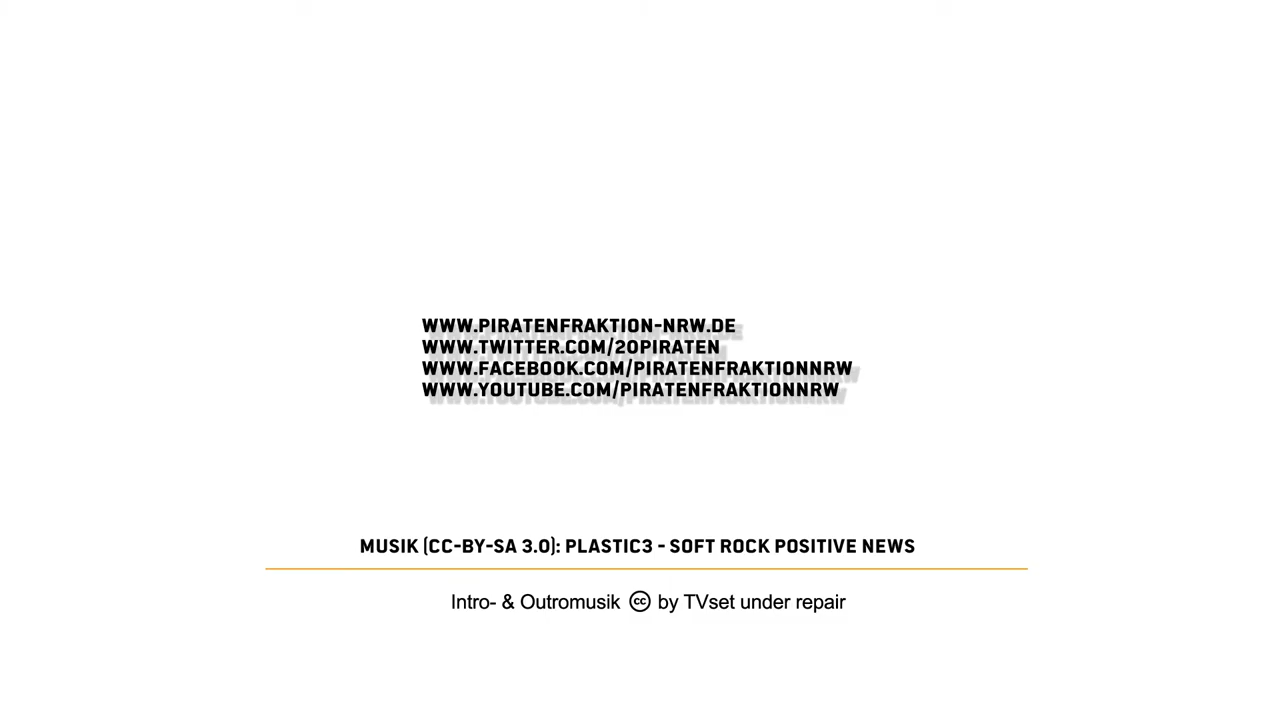 WWW.PIRATENFRAKTION-NRW.DE
WWW.TWITTER.COM/20PIRATEN
WWW.FACEBOOK.COM/PIRATENFRAKTIONNRW
WWW.YOUTUBE.COM/PIRATENFRAKTIONNRW
MUSIK (CC-BY-SA 3.0): PLASTIC3 - SOFT ROCK POSITIVE NEWS
Intro- & Outromusik cc by TVset under repair